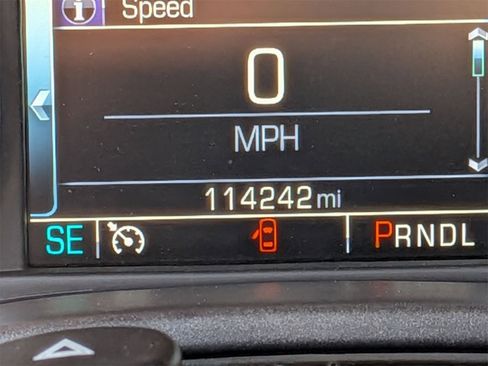 i Speed
0
MPH
114242 mi
SE PRNDL